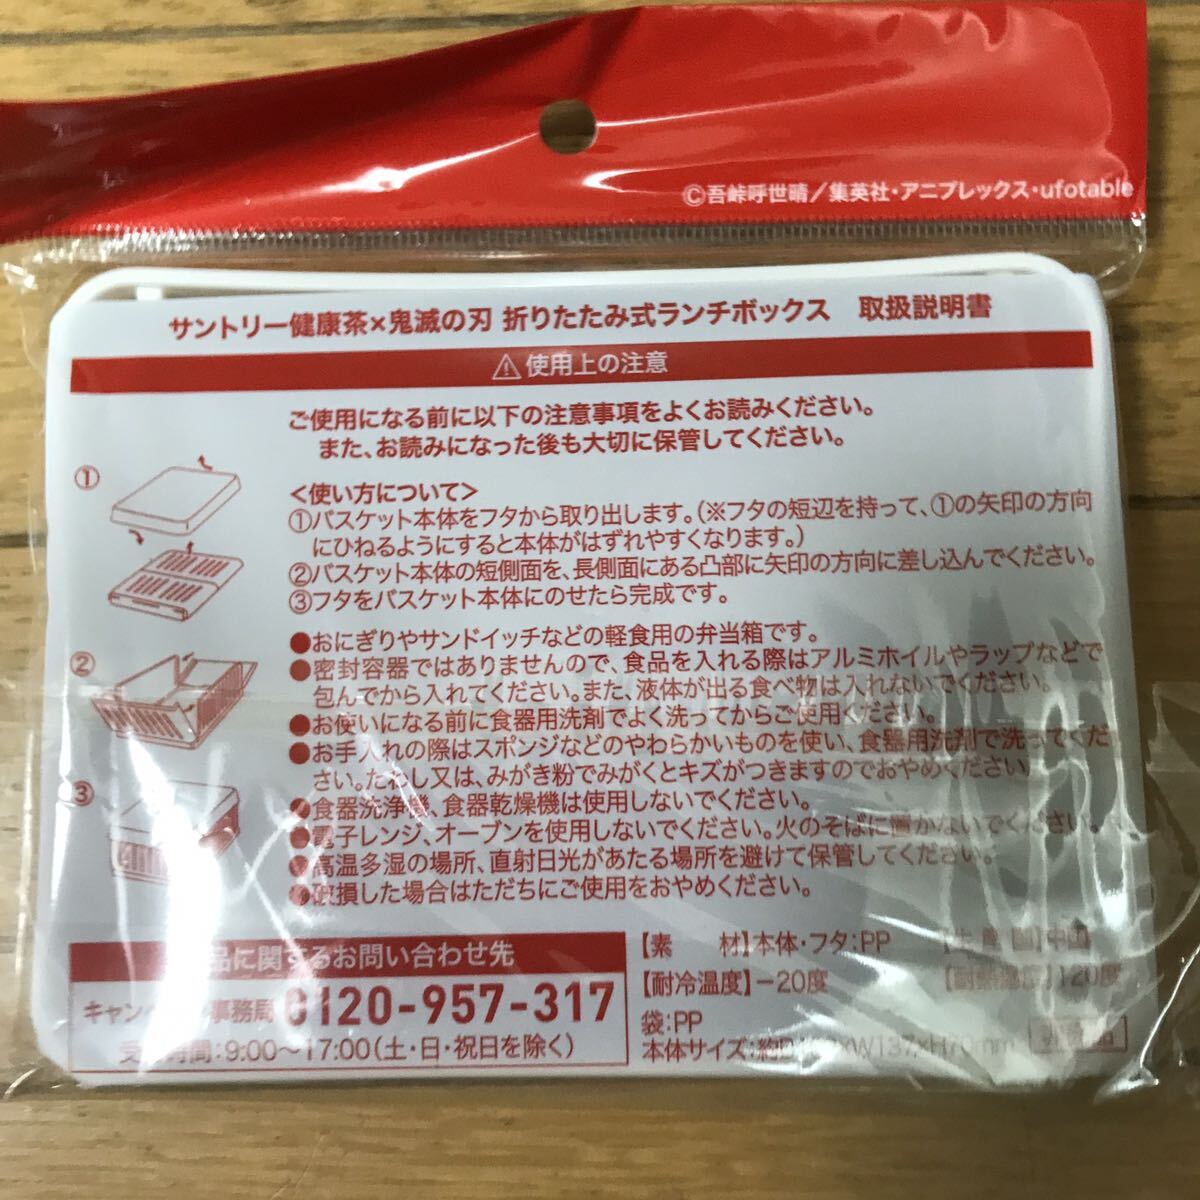 ©吾峠呼世晴／集英社・アニプレックス・ufotable
サントリー健康茶×鬼滅の刃 折りたたみ式ランチボックス 取扱説明書
⚠使用上の注意
ご使用になる前に以下の注意事項をよくお読みください。
また、お読みになった後も大切に保管してください。
①
<使い方について>
①バスケット本体をフタから取り出します。(※フタの短辺を持って、①の矢印の方向
にひねるようにすると本体がはずれやすくなります。)
②バスケット本体の短側面を、長側面にある凸部に矢印の方向に差し込んでください。
③フタをバスケット本体にのせたら完成です。
●おにぎりやサンドイッチなどの軽食用の弁当箱です。
②
●密封容器ではありませんので、食品を入れる際はアルミホイルやラップなどで
包んでから入れてください。また、液体が出る食べ物は入れないでください。
●お使いになる前に食器用洗剤でよく洗ってからご使用ください。
●お手入れの際はスポンジなどのやわらかいものを使い、食器用洗剤で洗ってくだ
さい。たわし又は、みがき粉でみがくとキズがつきますのでおやめください。
③
●食器洗浄機、食器乾燥機は使用しないでください。
●電子レンジ、オーブンを使用しないでください。火のそばに置かないでください。
●高温多湿の場所、直射日光があたる場所を避けて保管してください。
●破損した場合はただちにご使用をおやめください。
品に関するお問い合わせ先
キャン 事務局 0120-957-317
受 時間:9:00〜17:00(土・日・祝日を除く)
【素 材】本体・フタ:PP 【生産国】中国
【耐冷温度】-20度 【耐熱温度】120度
袋:PP
本体サイズ:約 ×W137×H70mm